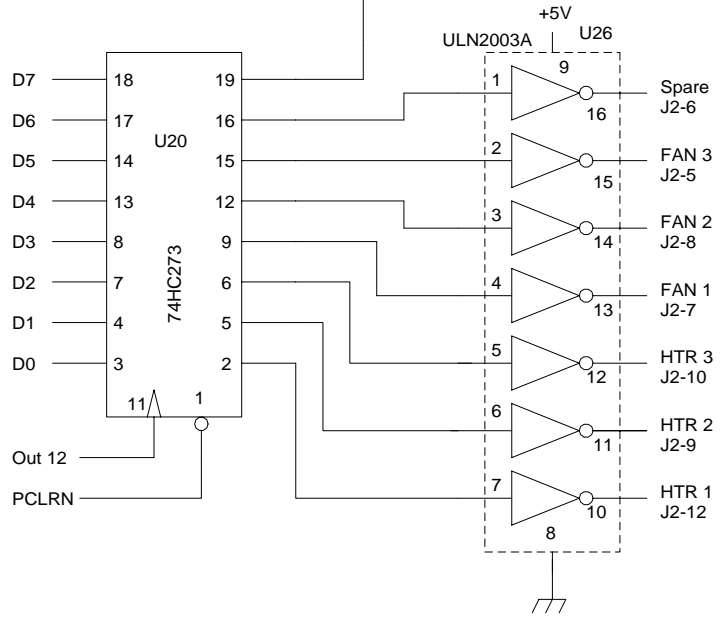 +5V
ULN2003A U26
9
D7 18 19
1 16 Spare
J2-6
D6 17 16
U20
D5 14 15
2 15 FAN 3
J2-5
D4 13 12
3 14 FAN 2
J2-8
D3 8 9
74HC273
D2 7 6
4 13 FAN 1
J2-7
D1 4 5
D0 3 2
5 12 HTR 3
J2-10
11 1
6 11 HTR 2
J2-9
Out 12
PCLRN
7 10 HTR 1
J2-12
8